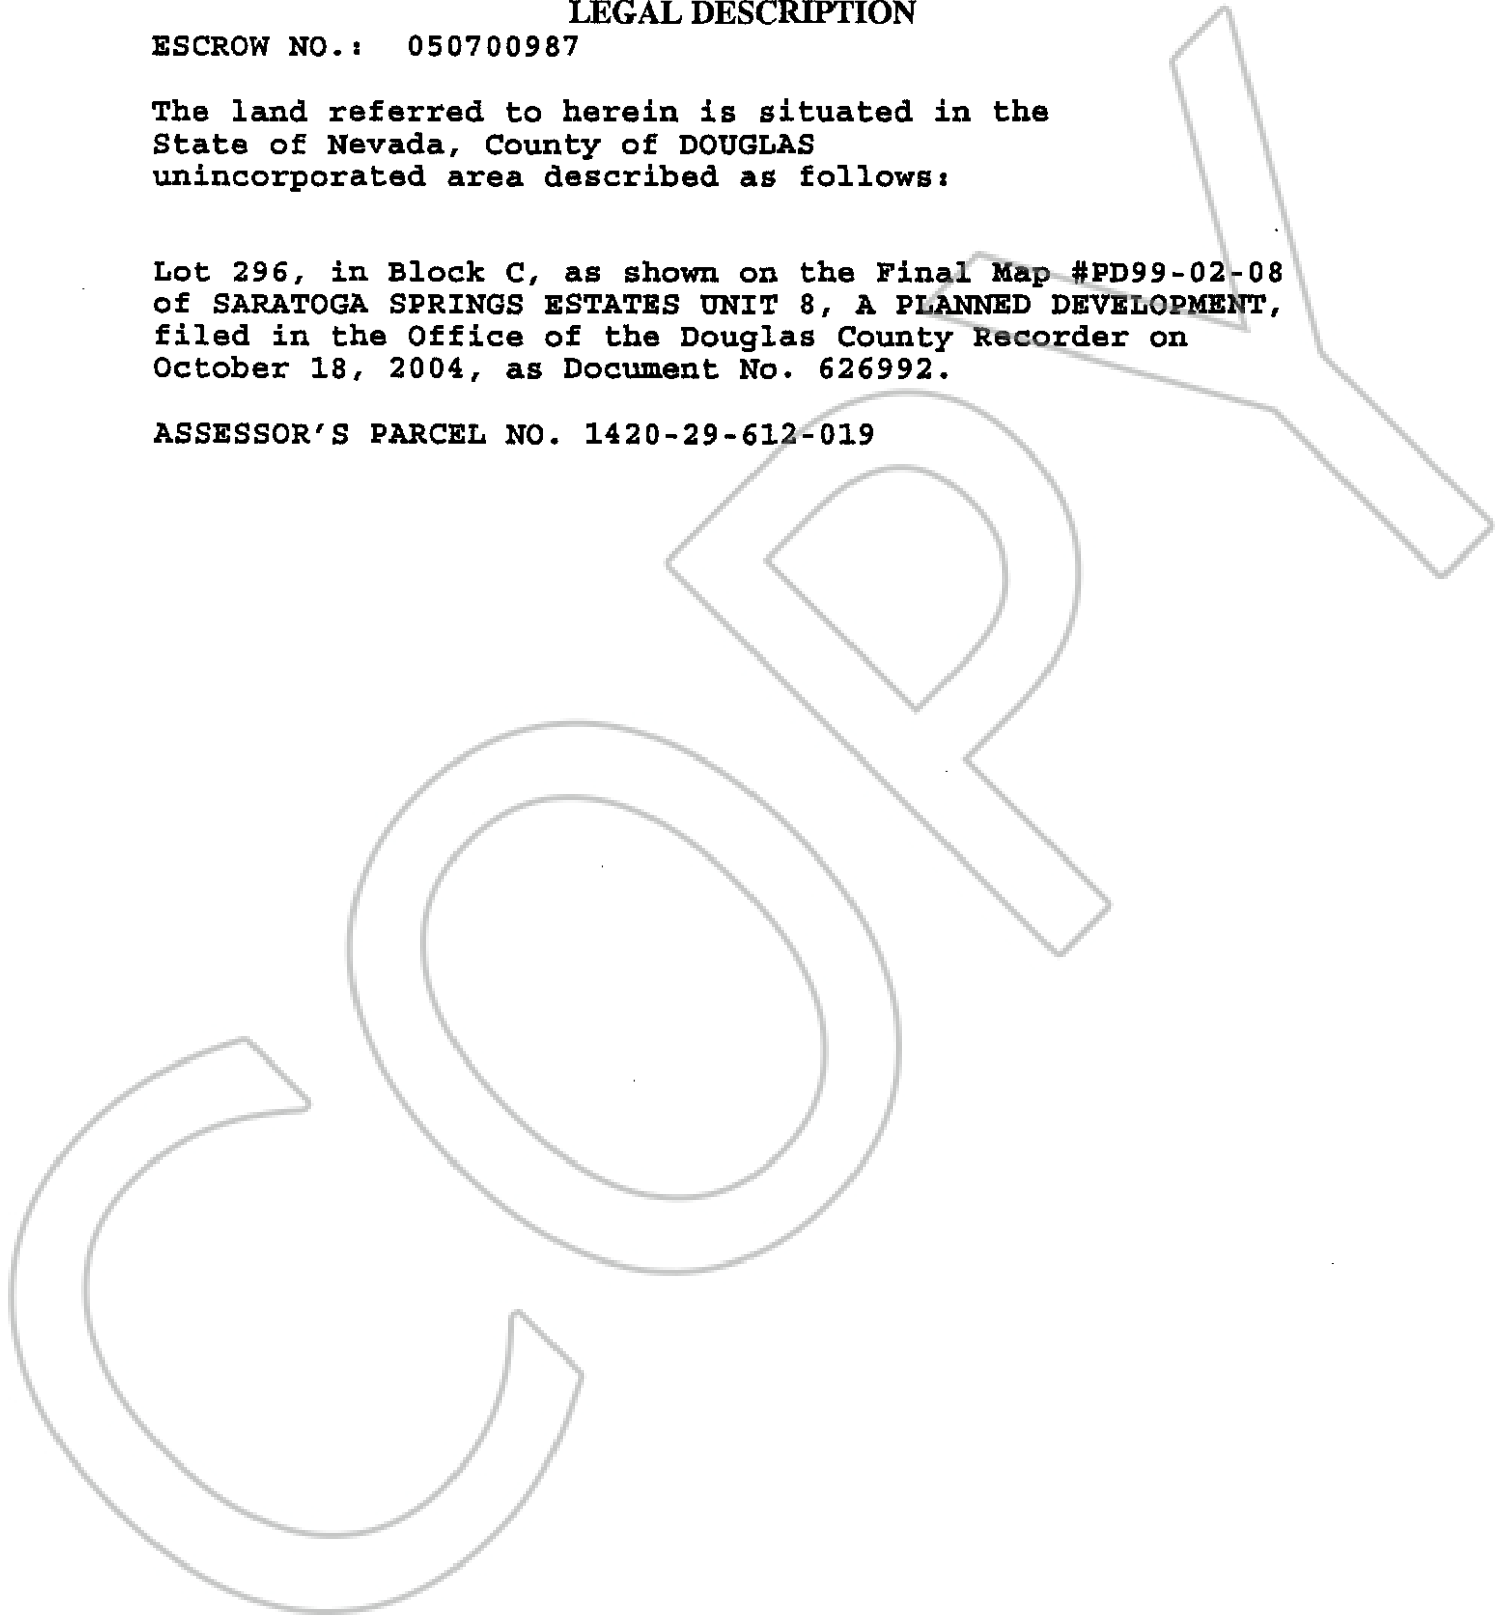 LEGAL DESCRIPTION
ESCROW NO.: 050700987
The land referred to herein is situated in the
State of Nevada, County of DOUGLAS
unincorporated area described as follows:
Lot 296, in Block C, as shown on the Final Map #PD99-02-08
of SARATOGA SPRINGS ESTATES UNIT 8, A PLANNED DEVELOPMENT,
filed in the Office of the Douglas County Recorder on
October 18, 2004, as Document No. 626992.
ASSESSOR'S PARCEL NO. 1420-29-612-019
COPY